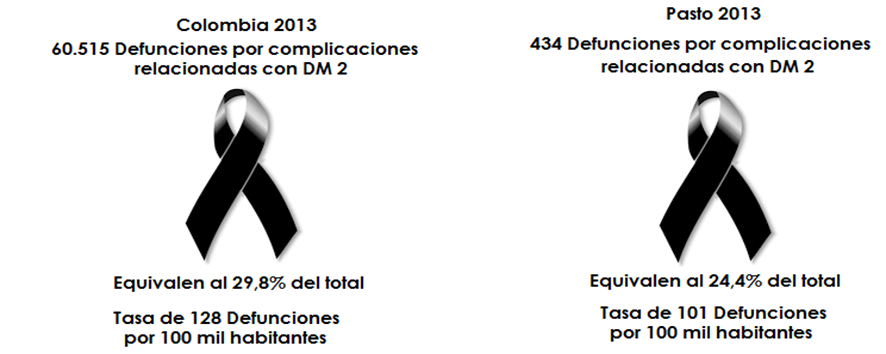 Colombia 2013
60.515 Defunciones por complicaciones
relacionadas con DM 2
Equivalen al 29,8% del total
Tasa de 128 Defunciones
por 100 mil habitantes
Pasto 2013
434 Defunciones por complicaciones
relacionadas con DM 2
Equivalen al 24,4% del total
Tasa de 101 Defunciones
por 100 mil habitantes